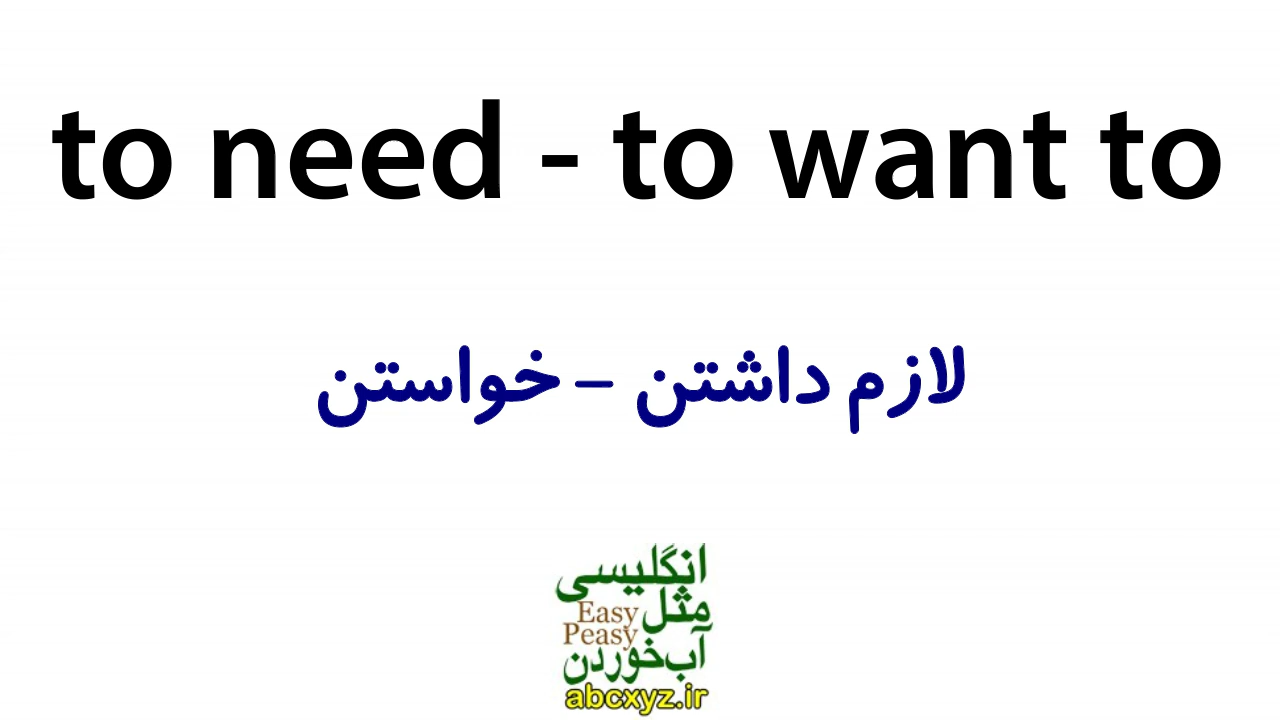 to need - to want to
لازم داشتن – خواستن
انگلیسی
مثل
Easy
Peasy
آب‌خوردن
abcxyz.ir